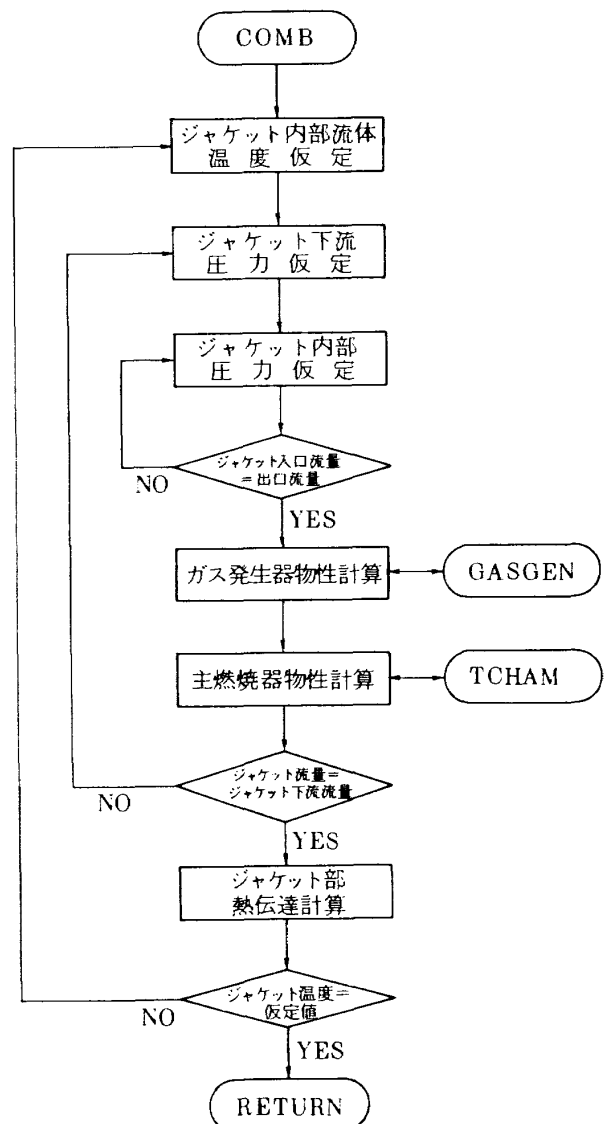 COMB
ジャケット内部流体
温度仮定
ジャケット下流
圧力仮定
ジャケット内部
圧力仮定
ジャケット入口流量
=出口流量
NO
YES
ガス発生器物性計算
GASGEN
主燃焼器物性計算
TCHAM
ジャケット流量=
ジャケット下流流量
NO
YES
ジャケット部
熱伝達計算
ジャケット温度=
仮定値
NO
YES
RETURN